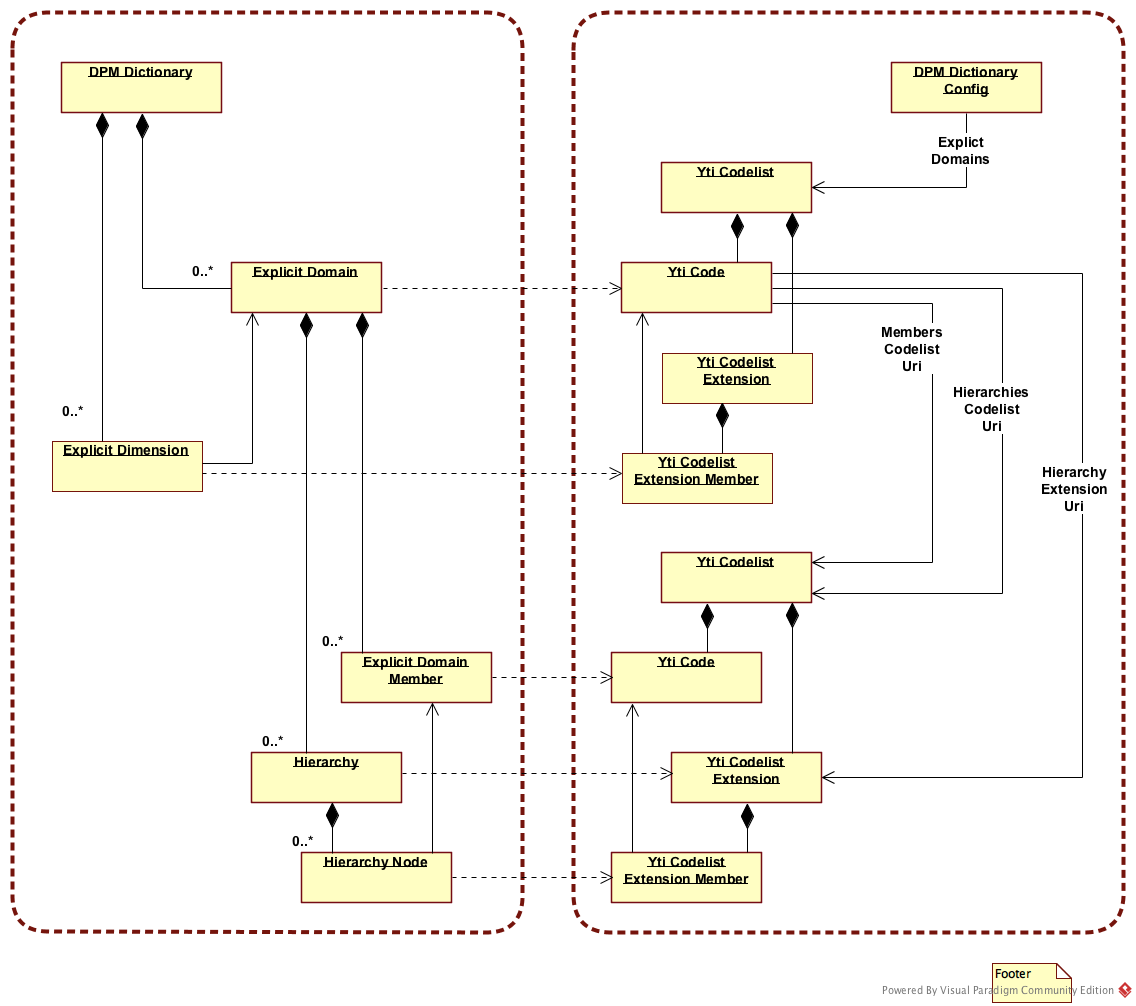 DPM Dictionary
DPM Dictionary
Config
Explict
Domains
Yti Codelist
0..*
Explicit Domain
Yti Code
Members
Codelist
Uri
Yti Codelist
Extension
Hierarchies
Codelist
Uri
0..*
Explicit Dimension
Yti Codelist
Extension Member
Hierarchy
Extension
Uri
Yti Codelist
0..*
Explicit Domain
Member
Yti Code
0..*
Hierarchy
Yti Codelist
Extension
0..*
Hierarchy Node
Yti Codelist
Extension Member
Footer
Powered By Visual Paradigm Community Edition